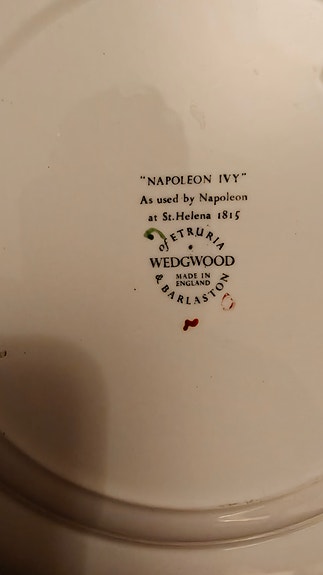 "NAPOLEON IVY"
As used by Napoleon
at St.Helena 1815
of ETRURIA
WEDGWOOD
MADE IN
ENGLAND
& BARLASTON